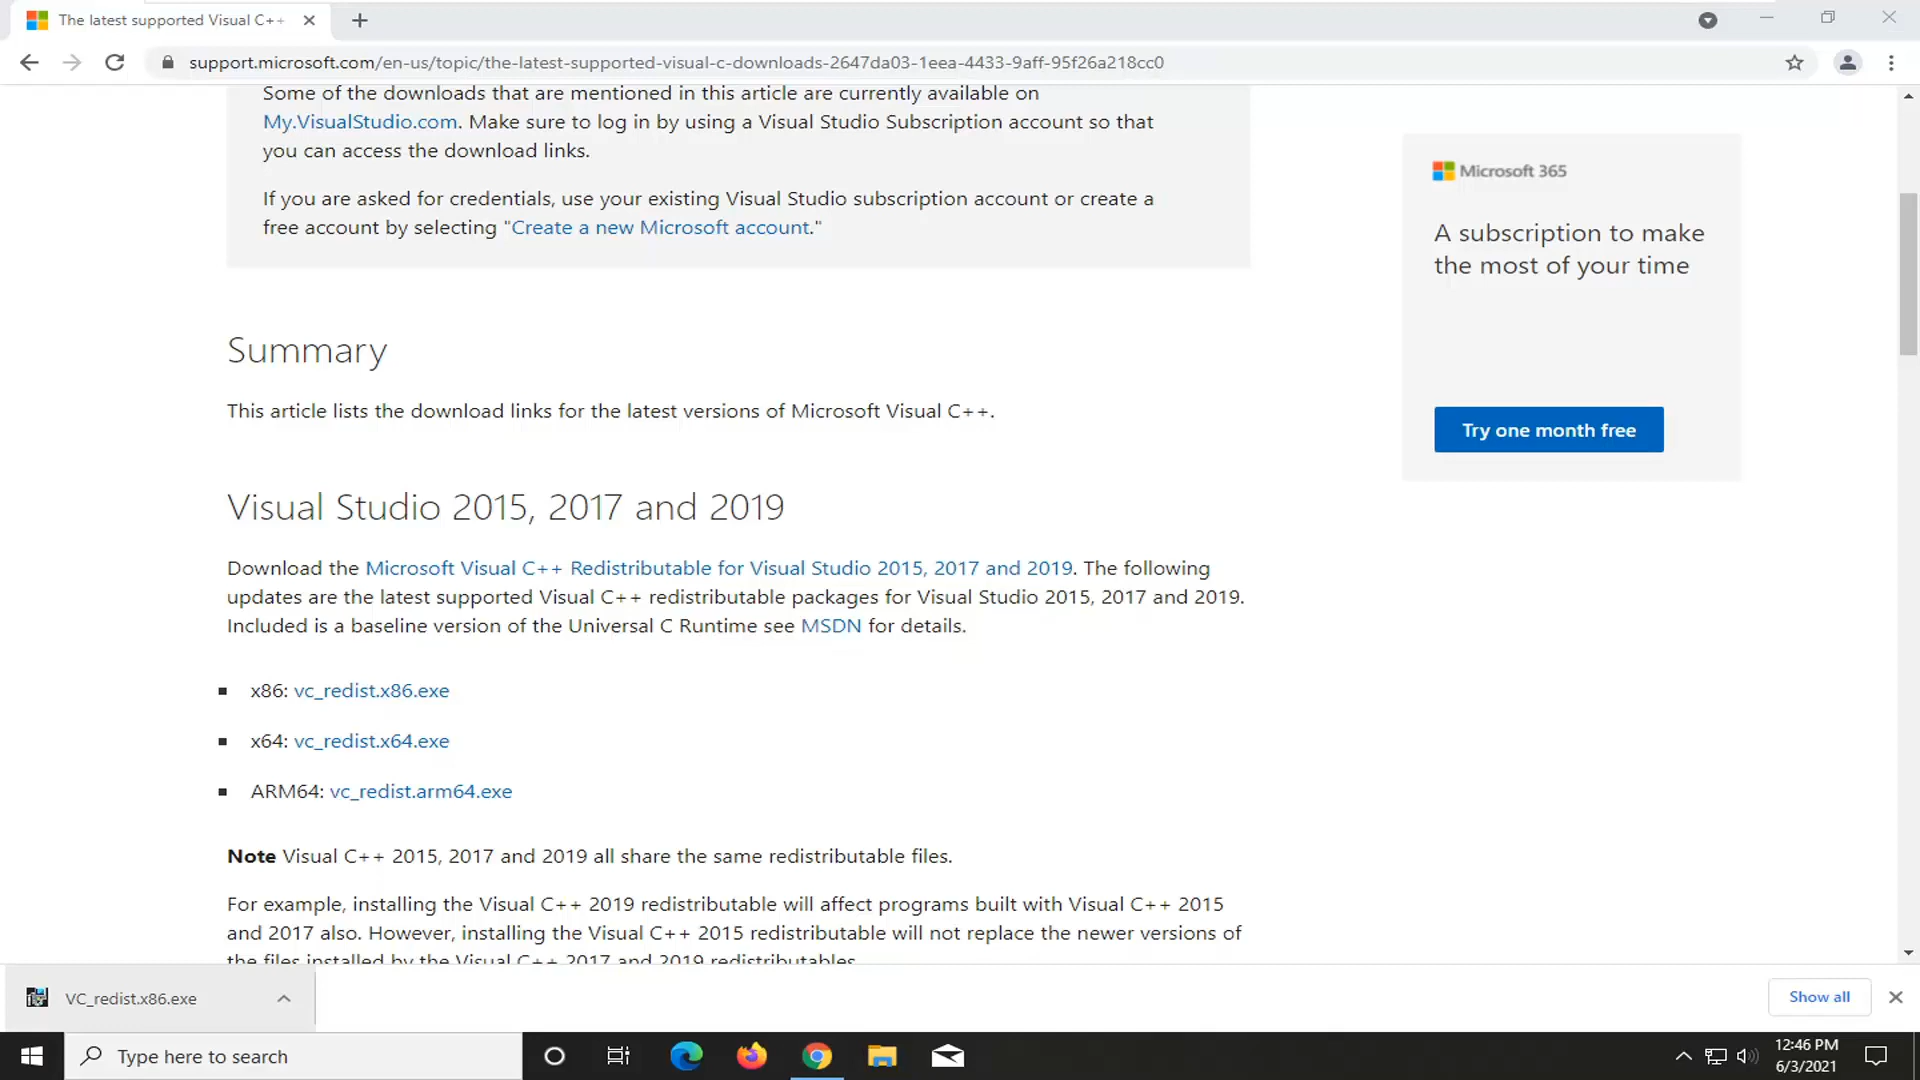 The latest supported Visual C++
support.microsoft.com/en-us/topic/the-latest-supported-visual-c-downloads-2647da03-1eea-4433-9aff-95f26a218cc0
Some of the downloads that are mentioned in this article are currently available on
My.VisualStudio.com. Make sure to log in by using a Visual Studio Subscription account so that
you can access the download links.
If you are asked for credentials, use your existing Visual Studio subscription account or create a
free account by selecting "Create a new Microsoft account."
Microsoft 365
A subscription to make
the most of your time
Try one month free
Summary
This article lists the download links for the latest versions of Microsoft Visual C++.
Visual Studio 2015, 2017 and 2019
Download the Microsoft Visual C++ Redistributable for Visual Studio 2015, 2017 and 2019. The following
updates are the latest supported Visual C++ redistributable packages for Visual Studio 2015, 2017 and 2019.
Included is a baseline version of the Universal C Runtime see MSDN for details.
x86: vc_redist.x86.exe
x64: vc_redist.x64.exe
ARM64: vc_redist.arm64.exe
Note Visual C++ 2015, 2017 and 2019 all share the same redistributable files.
For example, installing the Visual C++ 2019 redistributable will affect programs built with Visual C++ 2015
and 2017 also. However, installing the Visual C++ 2015 redistributable will not replace the newer versions of
the files installed by the Visual C++ 2017 and 2019 redistributables.
VC_redist.x86.exe
Show all
Type here to search
12:46 PM
6/3/2021